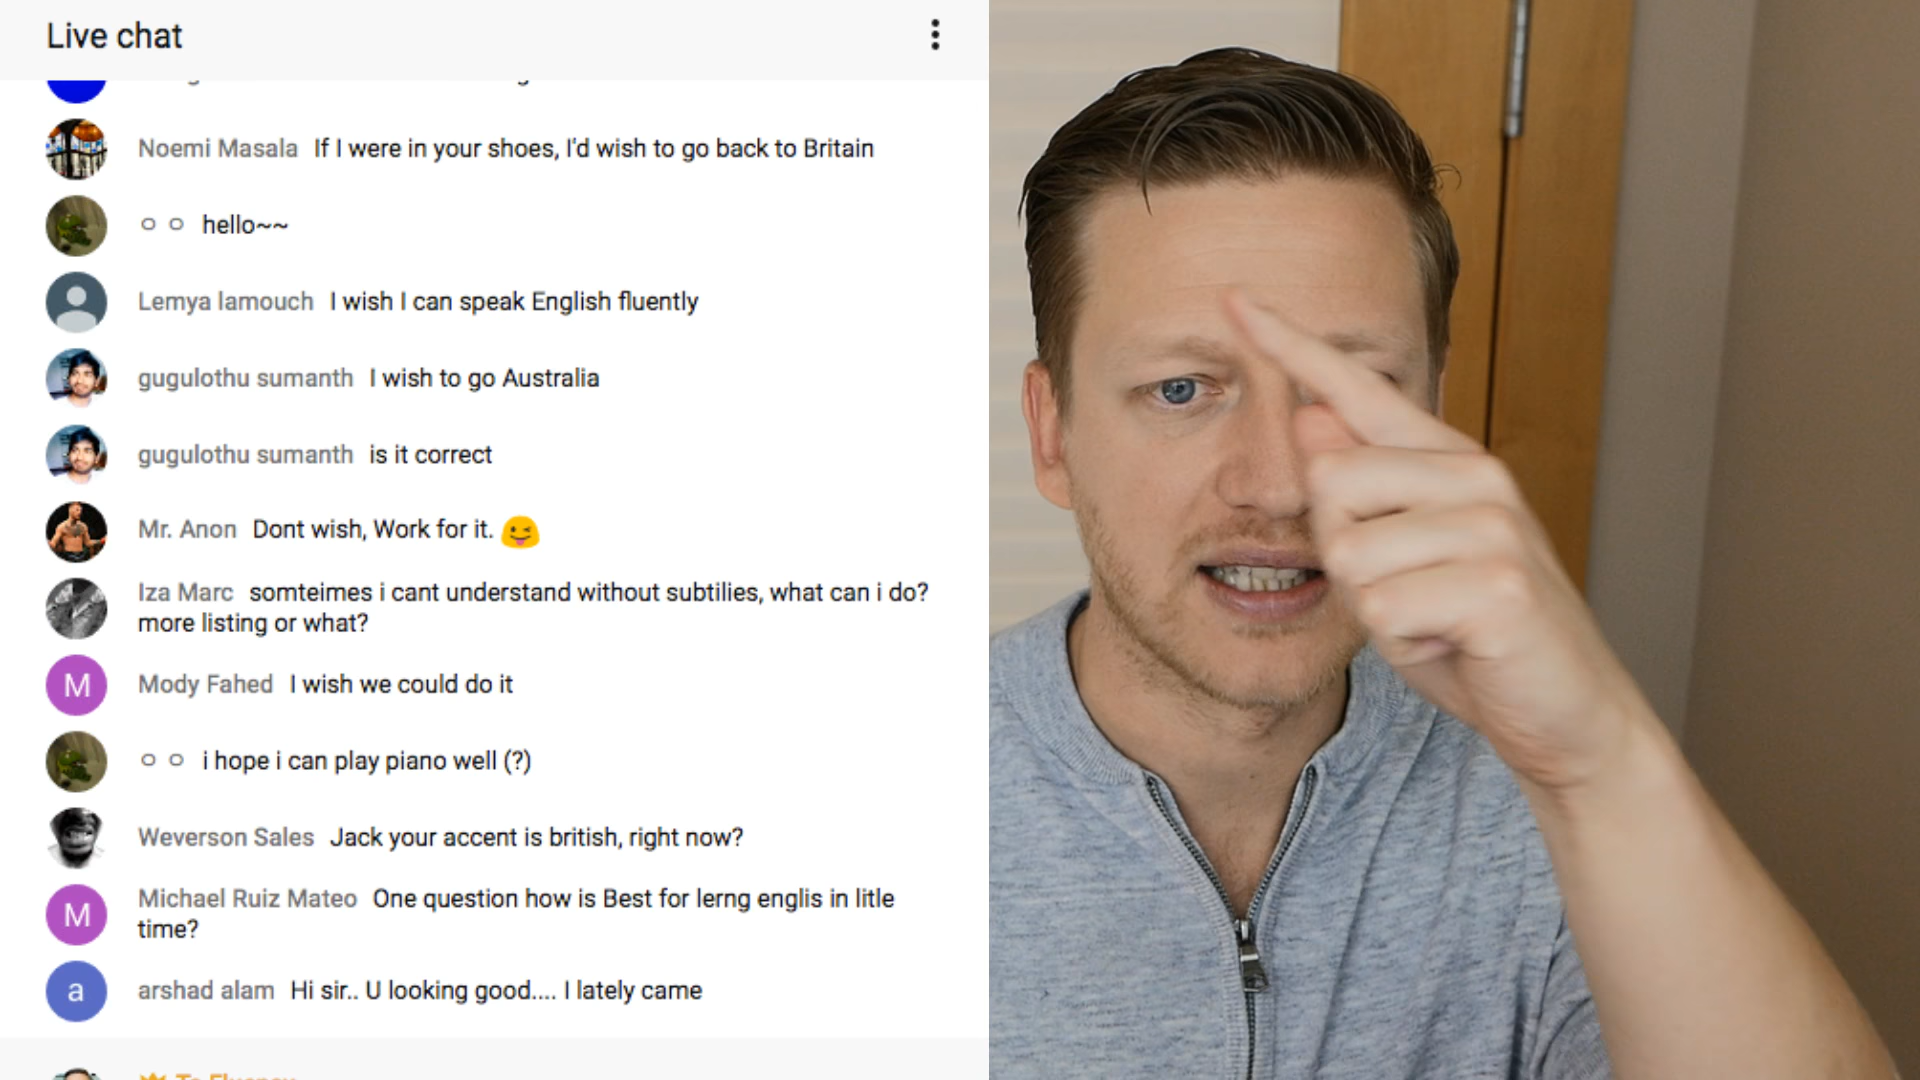 Live chat
Noemi Masala If I were in your shoes, I'd wish to go back to Britain
ㅇㅇ hello~~
Lemya lamouch I wish I can speak English fluently
gugulothu sumanth I wish to go Australia
gugulothu sumanth is it correct
Mr. Anon Dont wish, Work for it. 😜
Iza Marc somteimes i cant understand without subtilies, what can i do?
more listing or what?
M
Mody Fahed I wish we could do it
ㅇㅇ i hope i can play piano well (?)
Weverson Sales Jack your accent is british, right now?
M
Michael Ruiz Mateo One question how is Best for lerng englis in litle
time?
a
arshad alam Hi sir.. U looking good.... I lately came
To Fluency